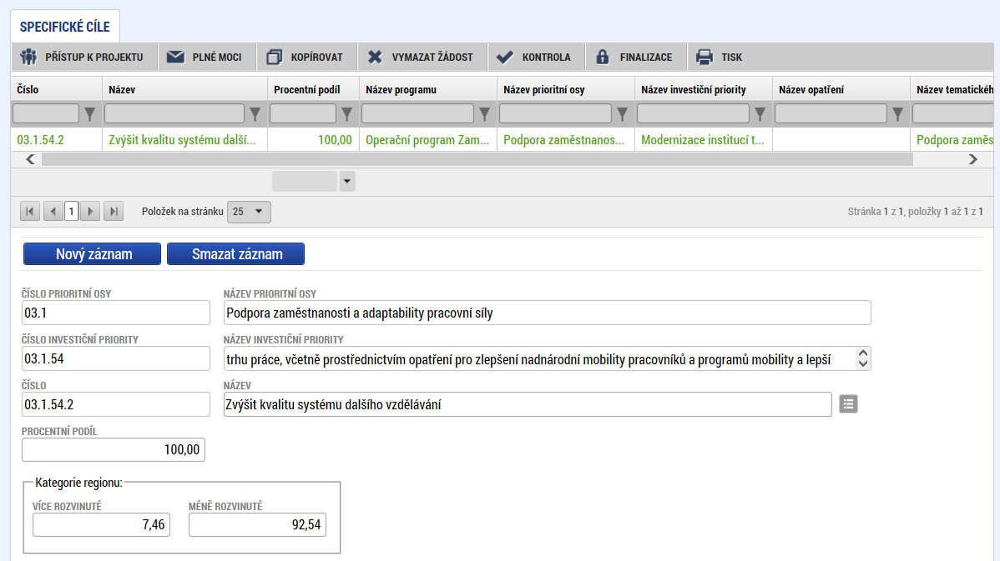 SPECIFICKÉ CÍLE
PŘÍSTUP K PROJEKTU PLNÉ MOCI KOPÍROVAT VYMAZAT ŽÁDOST KONTROLA FINALIZACE TISK
Číslo Název Procentní podíl Název programu Název prioritní osy Název investiční priority Název opatření Název tematickéh
03.1.54.2 Zvýšit kvalitu systému další... 100,00 Operační program Zam... Podpora zaměstnanos... Modernizace institucí t... Podpora zaměs
1 Položek na stránku 25 Stránka 1 z 1, položky 1 až 1 z 1
Nový záznam Smazat záznam
ČÍSLO PRIORITNÍ OSY NÁZEV PRIORITNÍ OSY
03.1 Podpora zaměstnanosti a adaptability pracovní síly
ČÍSLO INVESTIČNÍ PRIORITY NÁZEV INVESTIČNÍ PRIORITY
03.1.54 trhu práce, včetně prostřednictvím opatření pro zlepšení nadnárodní mobility pracovníků a programů mobility a lepší
ČÍSLO NÁZEV
03.1.54.2 Zvýšit kvalitu systému dalšího vzdělávání
PROCENTNÍ PODÍL
100,00
Kategorie regionu:
VÍCE ROZVINUTÉ MÉNĚ ROZVINUTÉ
7,46 92,54